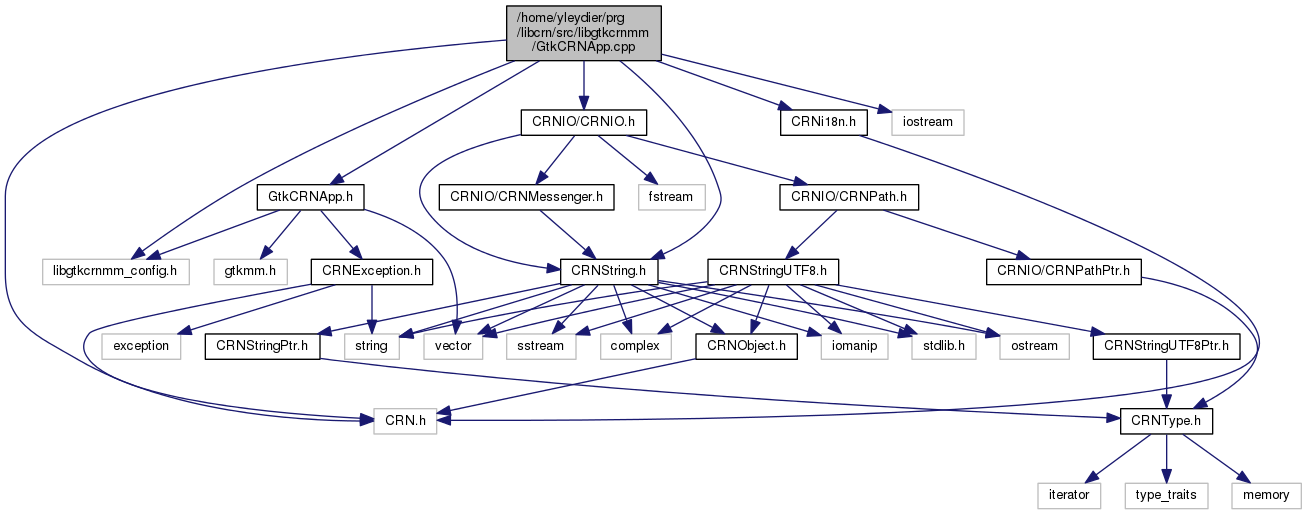 /home/yleydier/prg
/libcrn/src/libgtkcrnmm
/GtkCRNApp.cpp
CRNIO/CRNIO.h
CRNi18n.h
iostream
GtkCRNApp.h
CRNIO/CRNMessenger.h
fstream
CRNIO/CRNPath.h
libgtkcrnmm_config.h
gtkmm.h
CRNException.h
CRNString.h
CRNStringUTF8.h
CRNIO/CRNPathPtr.h
exception
CRNStringPtr.h
string
vector
sstream
complex
CRNObject.h
iomanip
stdlib.h
ostream
CRNStringUTF8Ptr.h
CRN.h
CRNType.h
iterator
type_traits
memory